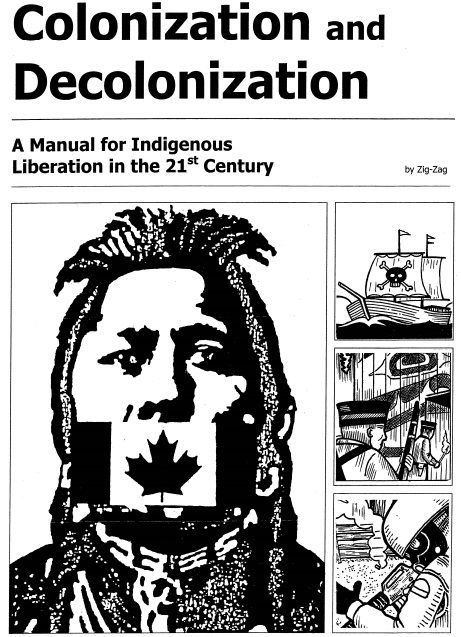 Colonization and
Decolonization
A Manual for Indigenous
Liberation in the 21st Century
by Zig-Zag